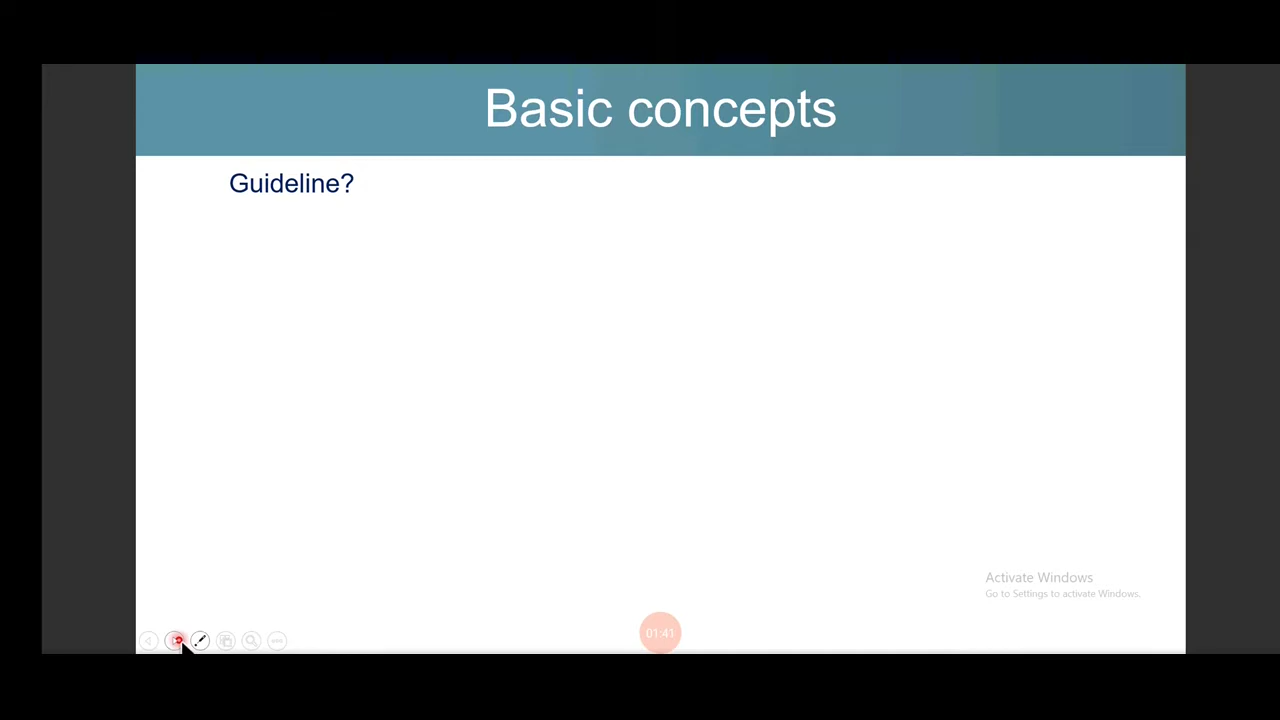 Basic concepts
Guideline?
Activate Windows
Go to Settings to activate Windows.
01:41